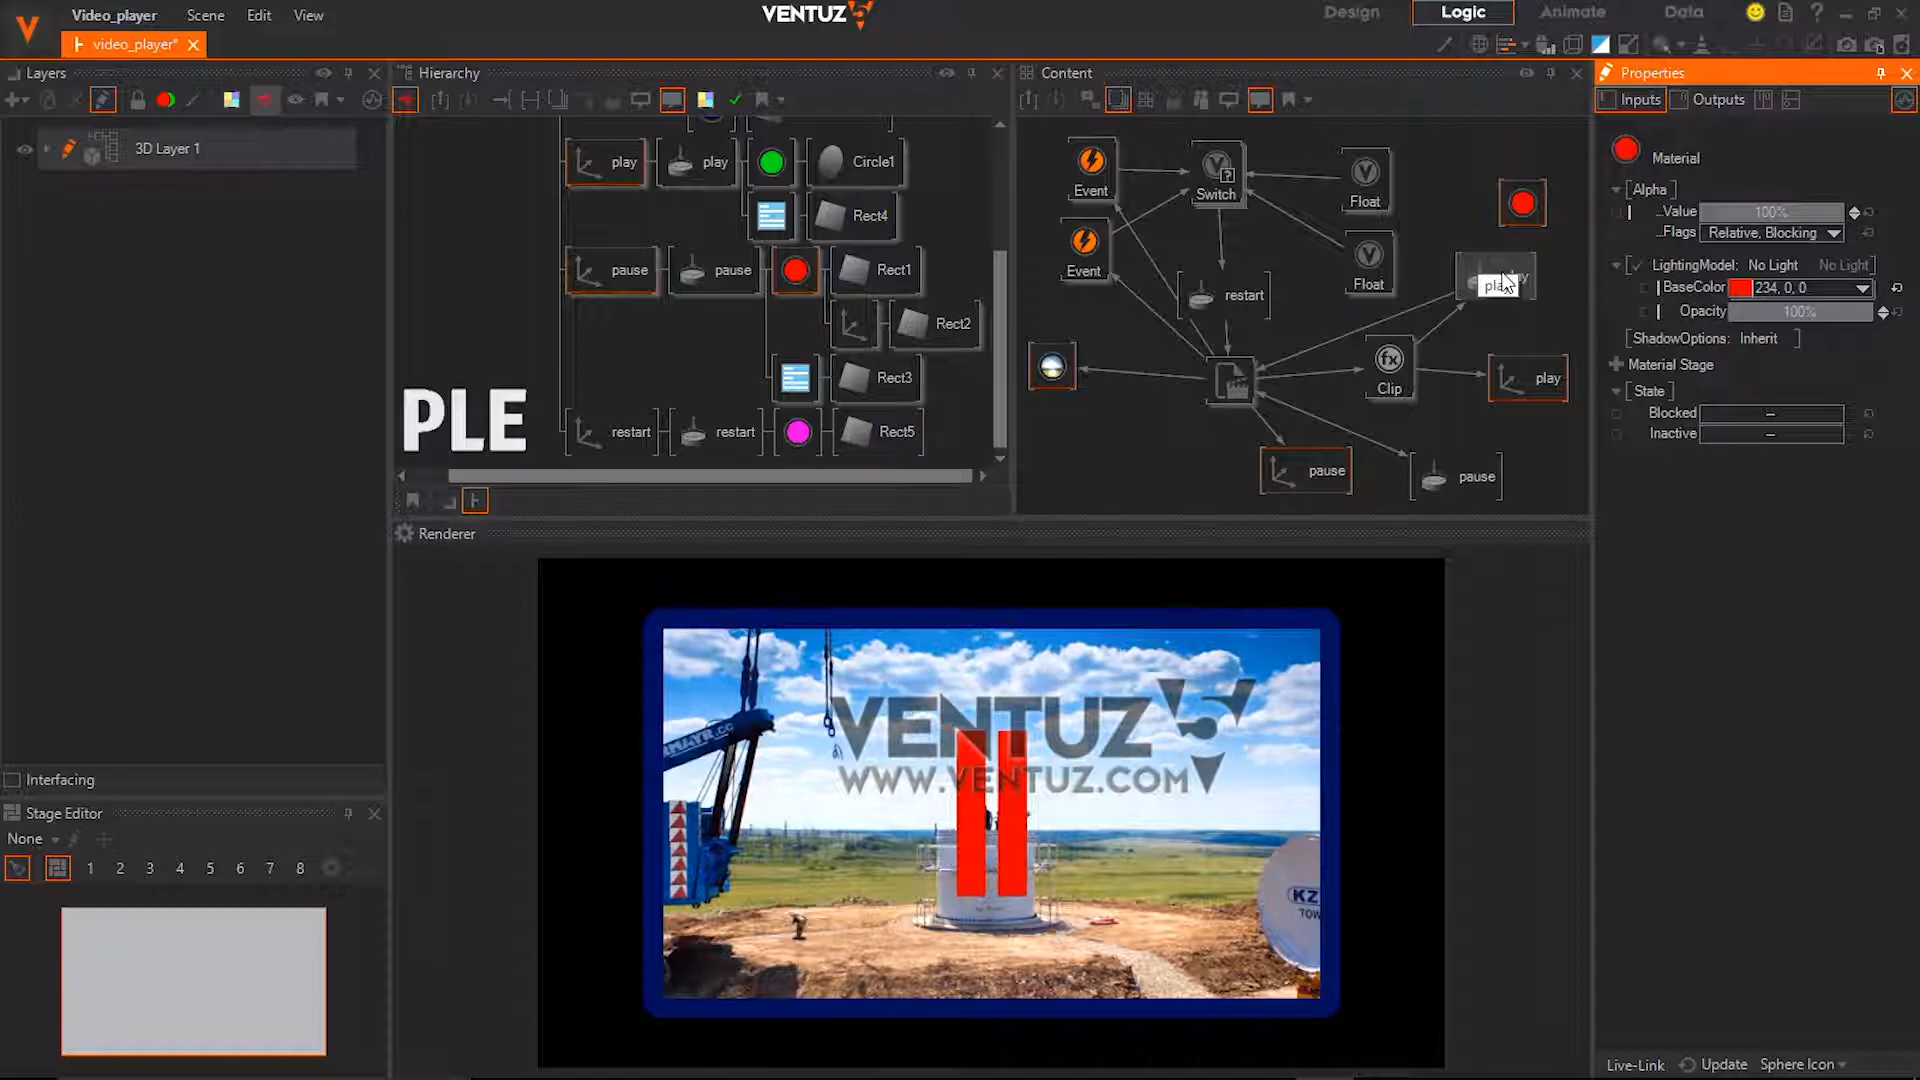 Video_player
Scene
Edit
View
VENTUZ 5
Design
Logic
Animate
Data
video_player*
Layers
3D Layer 1
Interfacing
Stage Editor
None
1 2 3 4 5 6 7 8
Hierarchy
play
play
Circle1
Rect4
pause
pause
Rect1
Rect2
Rect3
restart
restart
Rect5
PLE
Content
Event
Switch
Float
Event
Float
restart
Clip
play
pause
pause
Renderer
VENTUZ 5
WWW.VENTUZ.COM
KZ
TOW
Properties
Inputs
Outputs
Material
[Alpha]
..Value 100%
..Flags Relative, Blocking
LightingModel: No Light No Light
BaseColor 234, 0, 0
Opacity 100%
[ShadowOptions: Inherit ]
Material Stage
[State]
Blocked --
Inactive --
Live-Link
Update
Sphere Icon